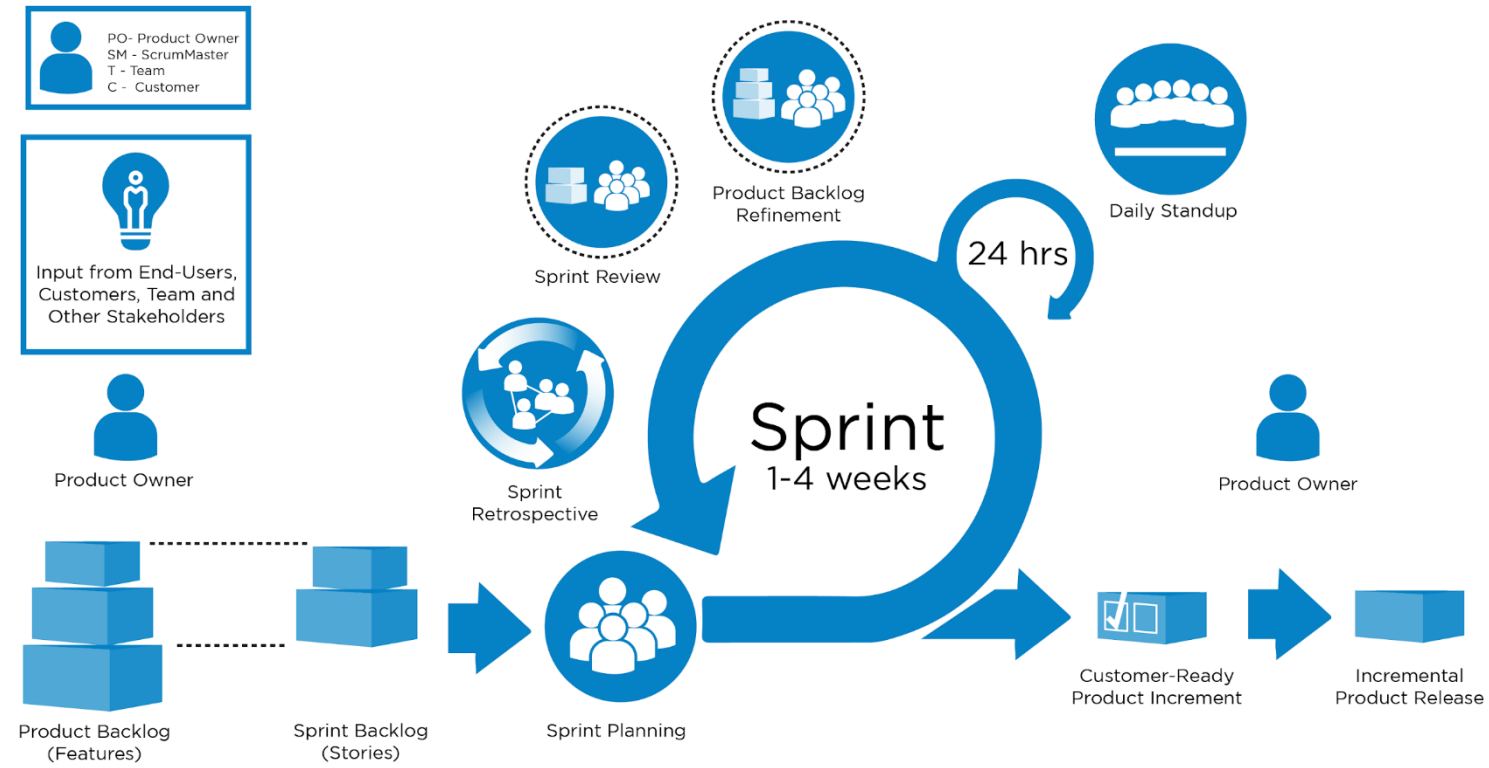 PO- Product Owner
SM - ScrumMaster
T - Team
C - Customer
Input from End-Users,
Customers, Team and
Other Stakeholders
Product Owner
Product Backlog
(Features)
Sprint Backlog
(Stories)
Sprint Planning
Sprint
Retrospective
Sprint Review
Product Backlog
Refinement
24 hrs
Daily Standup
Sprint
1-4 weeks
Product Owner
Customer-Ready
Product Increment
Incremental
Product Release